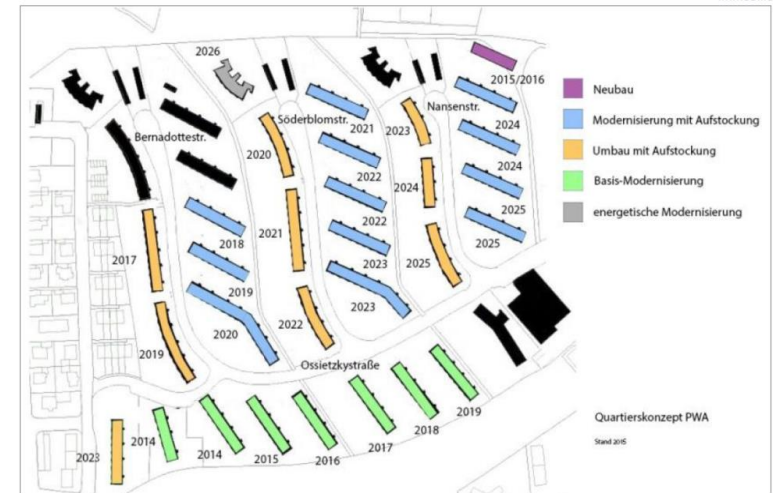 2026
2015/2016
Neubau
Bernadottestr.
Söderblomstr.
Nansenstr.
2021
2023
2024
Modernisierung mit Aufstockung
2020
2022
2024
2024
Umbau mit Aufstockung
2018
2021
2022
2025
Basis-Modernisierung
2017
2019
2023
2025
2025
energetische Modernisierung
2019
2020
2022
2023
Ossietzkystraße
2023
2014
2014
2015
2016
2017
2018
2019
Quartierskonzept PWA
Stand 2015